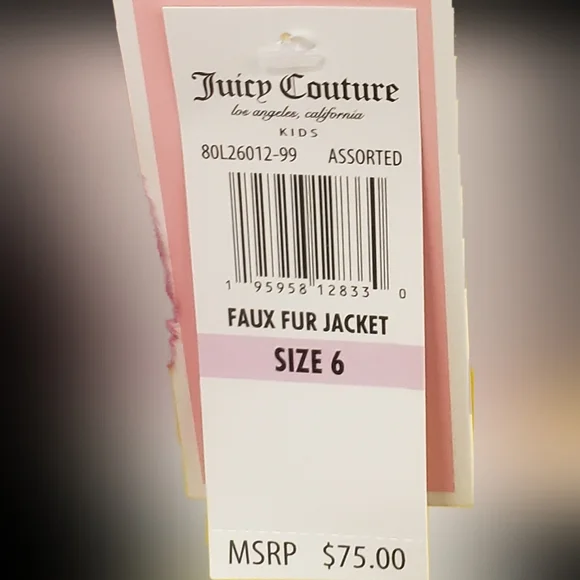 Juicy Couture
los angeles, california
KIDS
80L26012-99 ASSORTED
1 95958 12833 0
FAUX FUR JACKET
SIZE 6
MSRP $75.00